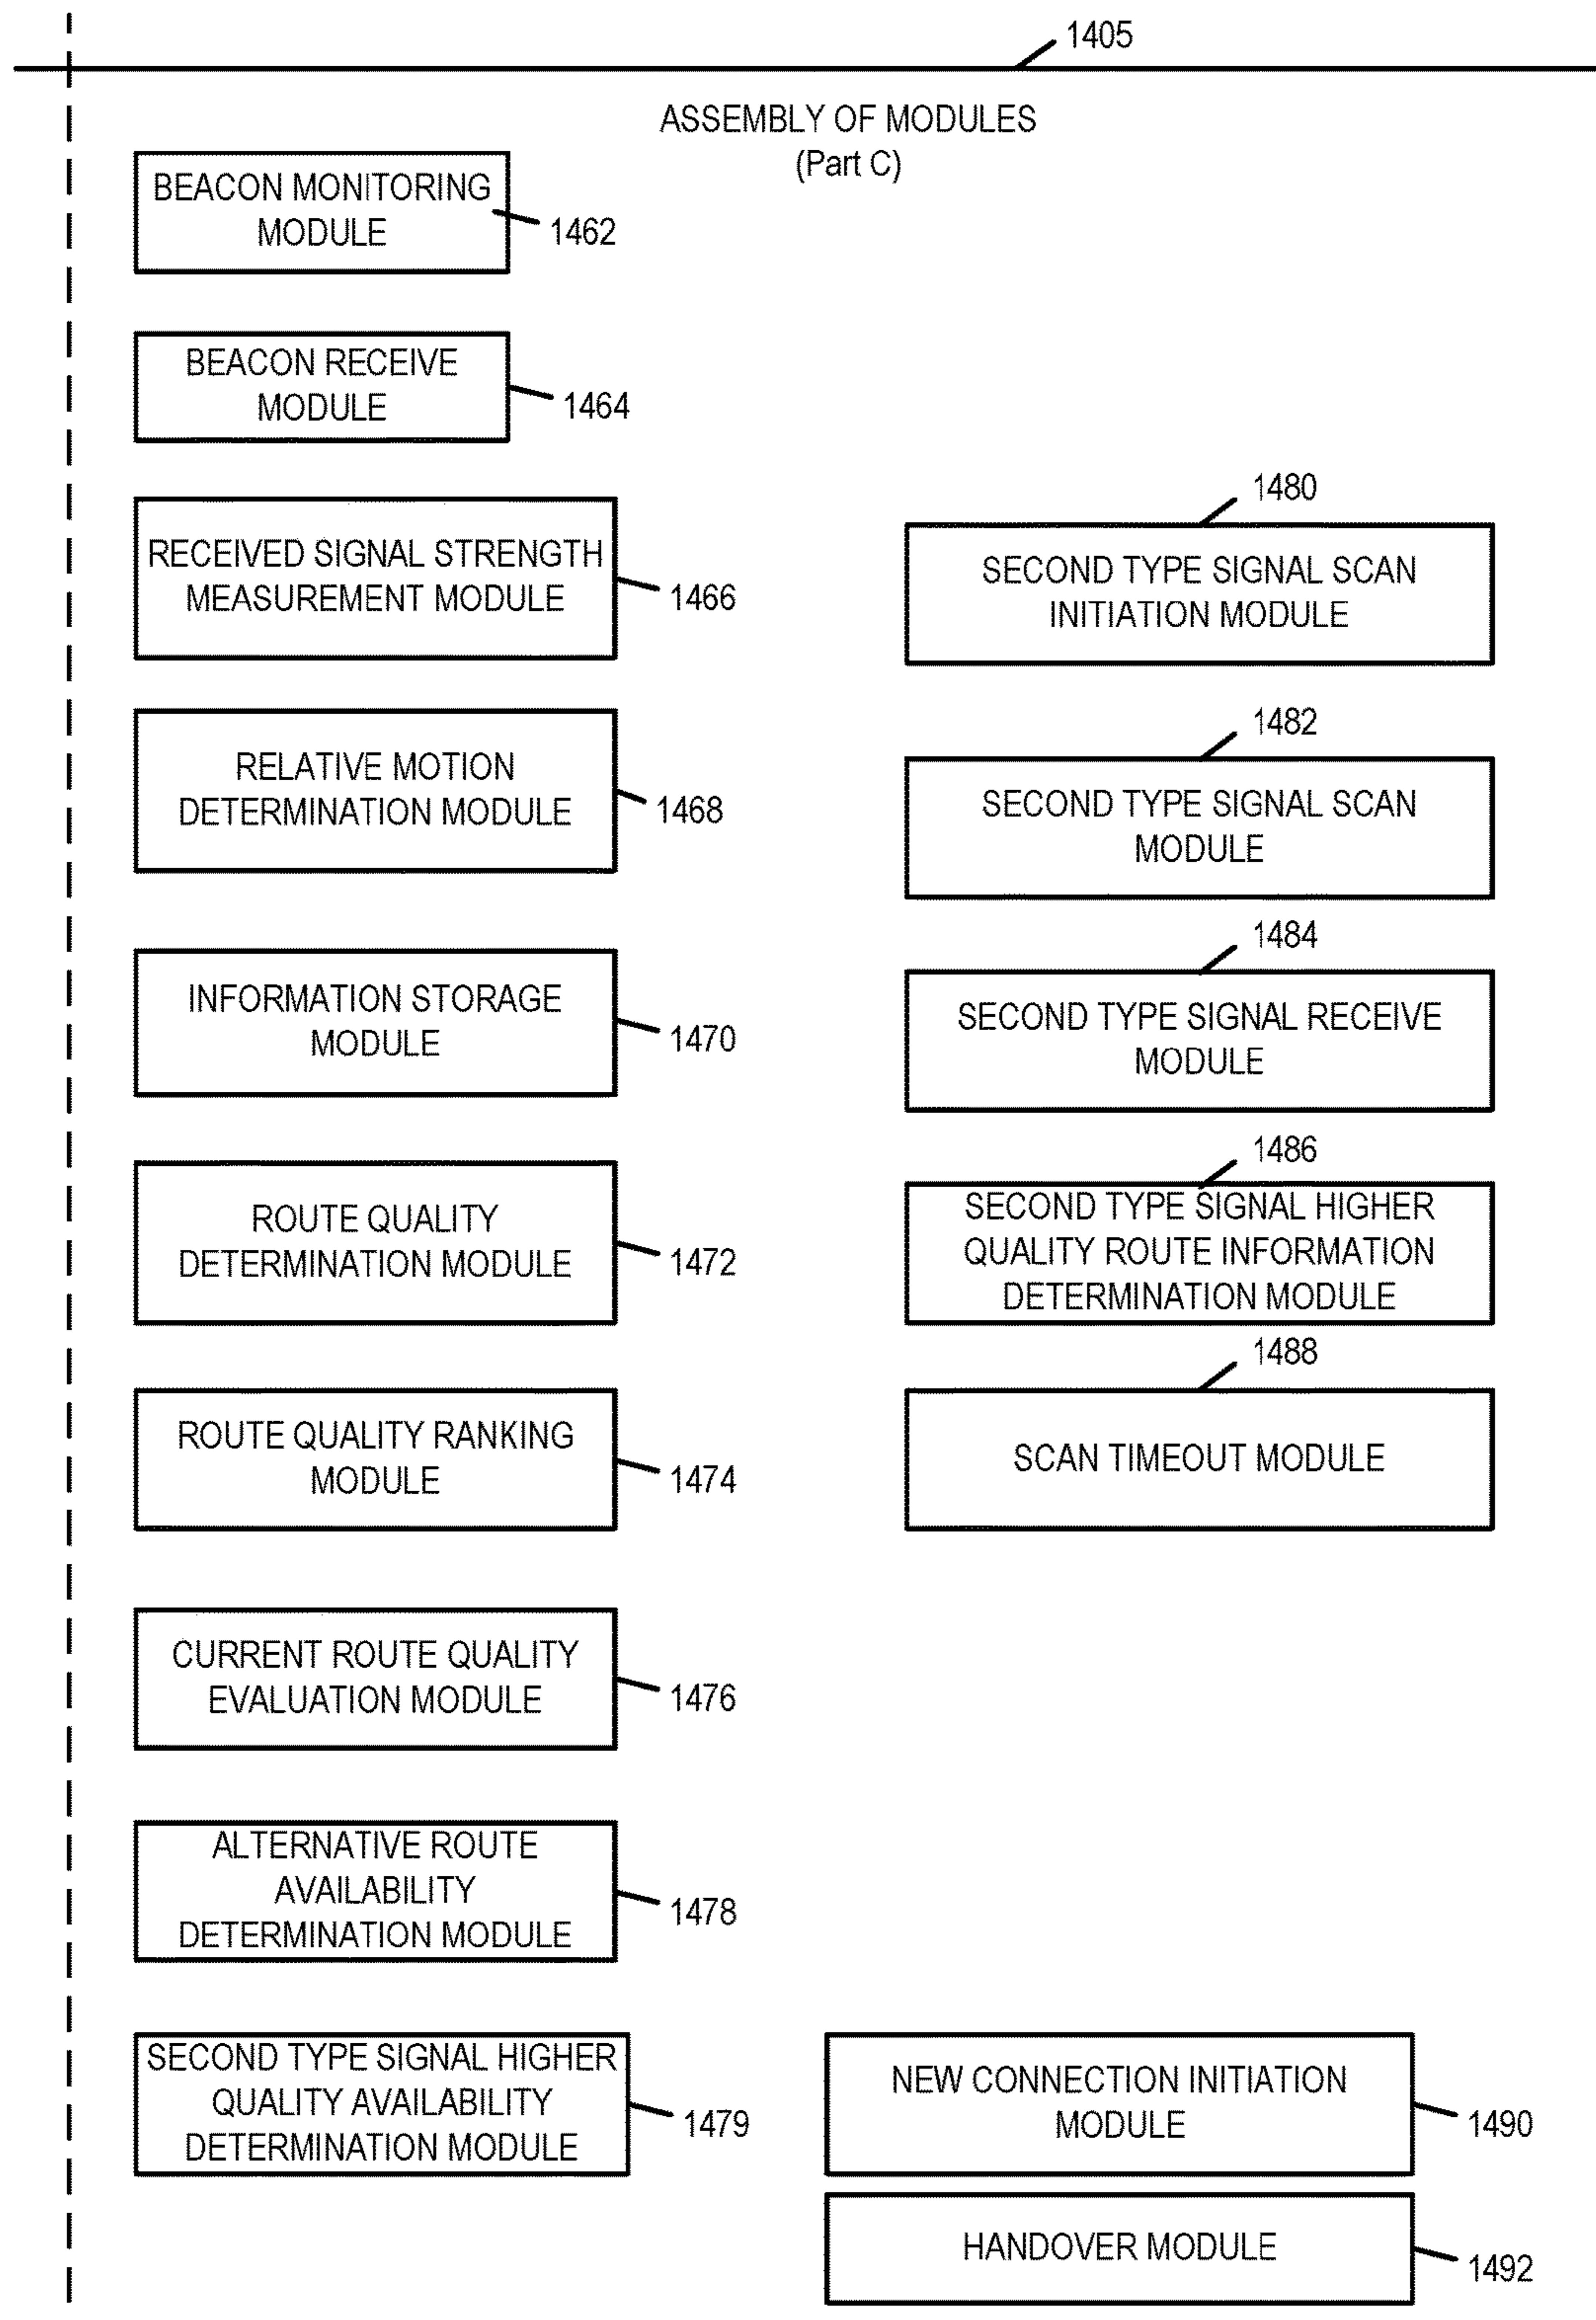 1405
ASSEMBLY OF MODULES
(Part C)
BEACON MONITORING
MODULE
1462
BEACON RECEIVE
MODULE
1464
RECEIVED SIGNAL STRENGTH
MEASUREMENT MODULE
1466
RELATIVE MOTION
DETERMINATION MODULE
1468
INFORMATION STORAGE
MODULE
1470
ROUTE QUALITY
DETERMINATION MODULE
1472
ROUTE QUALITY RANKING
MODULE
1474
CURRENT ROUTE QUALITY
EVALUATION MODULE
1476
ALTERNATIVE ROUTE
AVAILABILITY
DETERMINATION MODULE
1478
SECOND TYPE SIGNAL HIGHER
QUALITY AVAILABILITY
DETERMINATION MODULE
1479
1480
SECOND TYPE SIGNAL SCAN
INITIATION MODULE
1482
SECOND TYPE SIGNAL SCAN
MODULE
1484
SECOND TYPE SIGNAL RECEIVE
MODULE
1486
SECOND TYPE SIGNAL HIGHER
QUALITY ROUTE INFORMATION
DETERMINATION MODULE
1488
SCAN TIMEOUT MODULE
NEW CONNECTION INITIATION
MODULE
1490
HANDOVER MODULE
1492